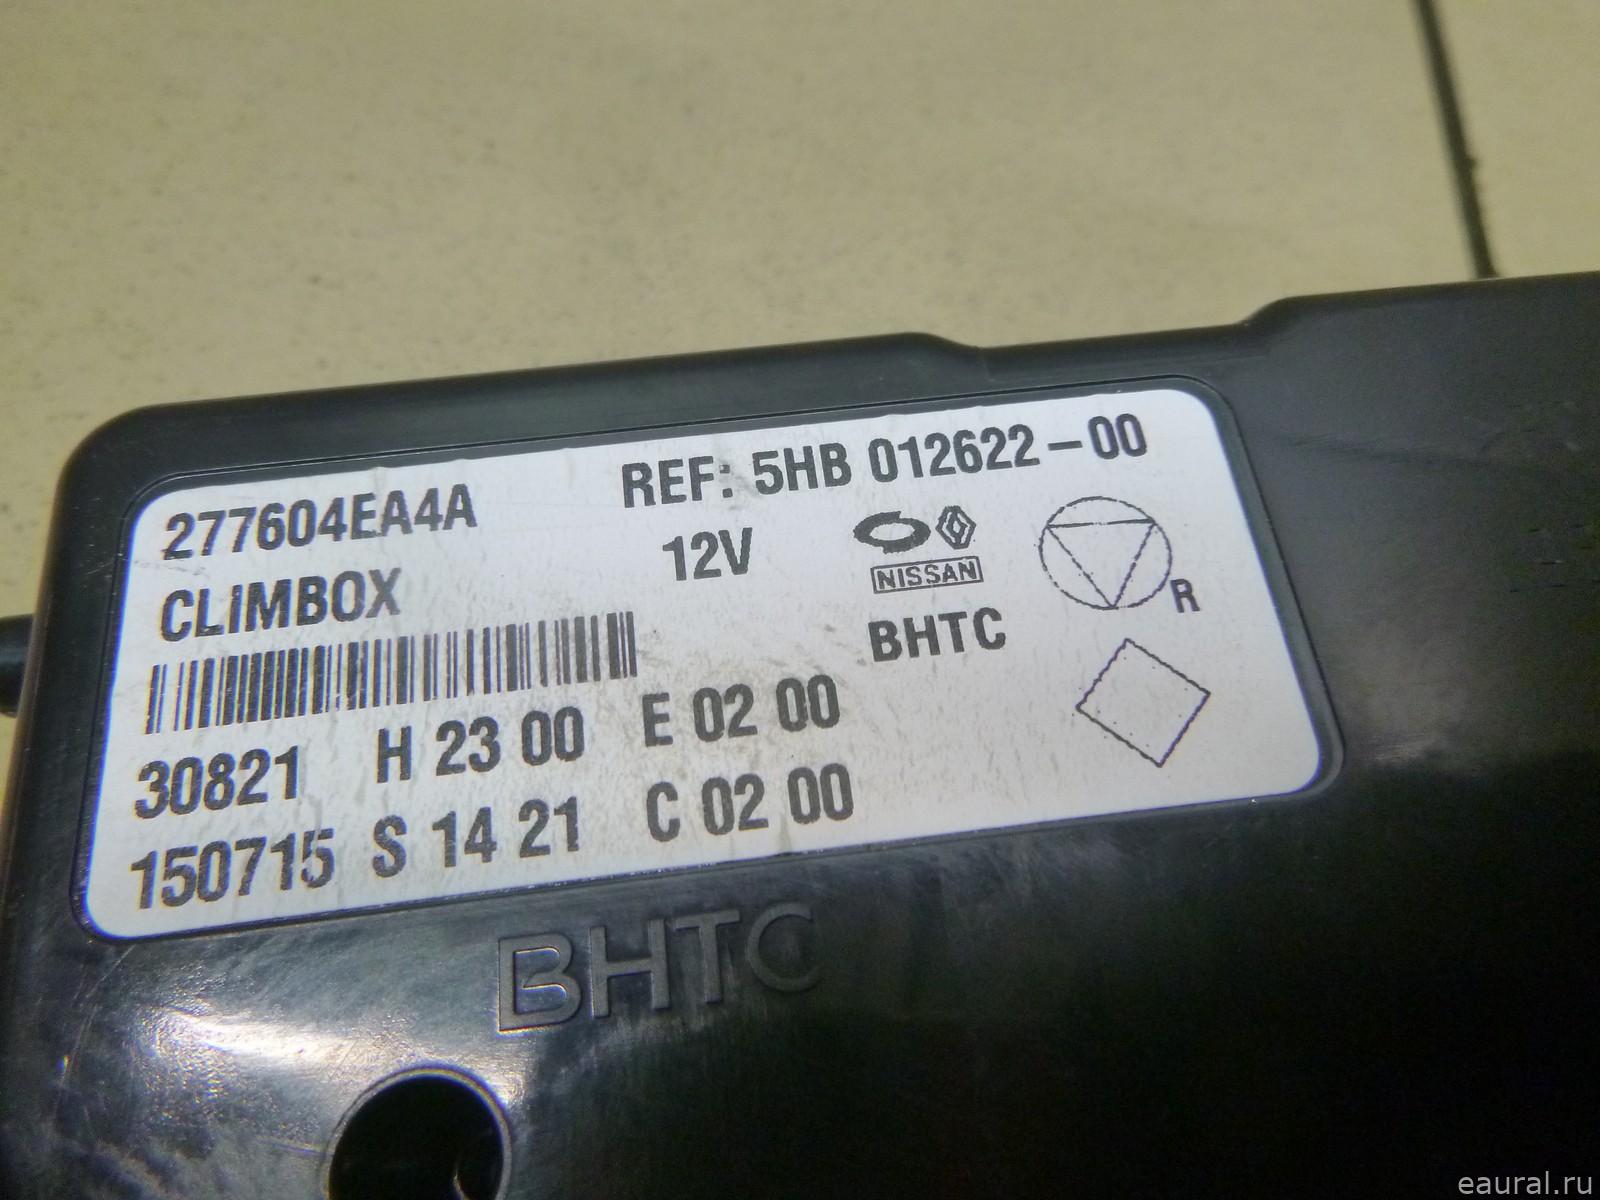 277604EA4A REF: 5HB 012622-00
CLIMBOX 12V
NISSAN
BHTC
R
30821 H 23 00 E 02 00
150715 S 14 21 C 02 00
BHTC
eaural.ru